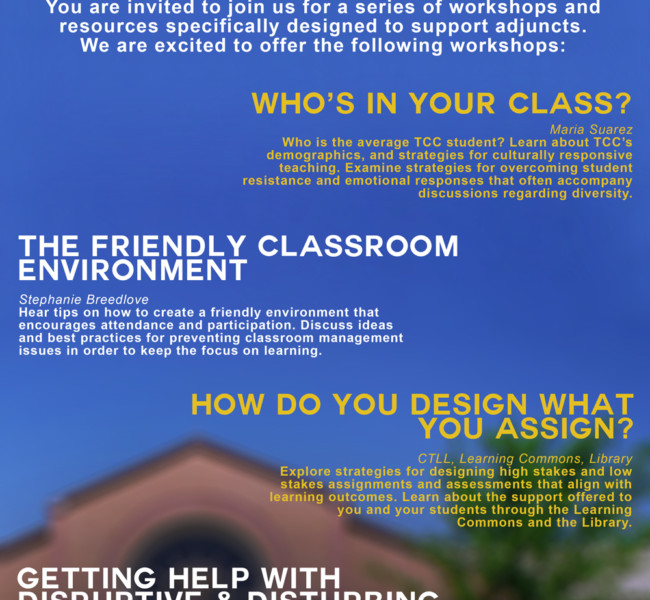 You are invited to join us for a series of workshops and
resources specifically designed to support adjuncts.
We are excited to offer the following workshops:
WHO'S IN YOUR CLASS?
Maria Suarez
Who is the average TCC student? Learn about TCC's
demographics, and strategies for culturally responsive
teaching. Examine strategies for overcoming student
resistance and emotional responses that often accompany
discussions regarding diversity.
THE FRIENDLY CLASSROOM
ENVIRONMENT
Stephanie Breedlove
Hear tips on how to create a friendly environment that
encourages attendance and participation. Discuss ideas
and best practices for preventing classroom management
issues in order to keep the focus on learning.
HOW DO YOU DESIGN WHAT
YOU ASSIGN?
CTLL, Learning Commons, Library
Explore strategies for designing high stakes and low
stakes assignments and assessments that align with
learning outcomes. Learn about the support offered to
you and your students through the Learning
Commons and the Library.
GETTING HELP WITH
DISRUPTIVE & DISTURBING